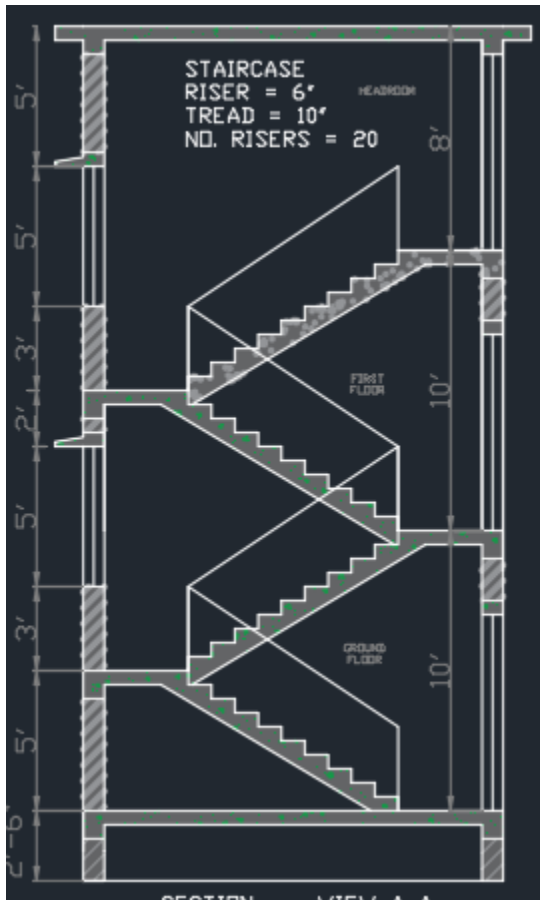 STAIRCASE
RISER = 6"
TREAD = 10"
NO. RISERS = 20
HEADROOM
5'
8'
5'
3'
FIRST
FLOOR
10'
2'
5'
3'
GROUND
FLOOR
10'
5'
2'-6"
SECTION VIEW A A